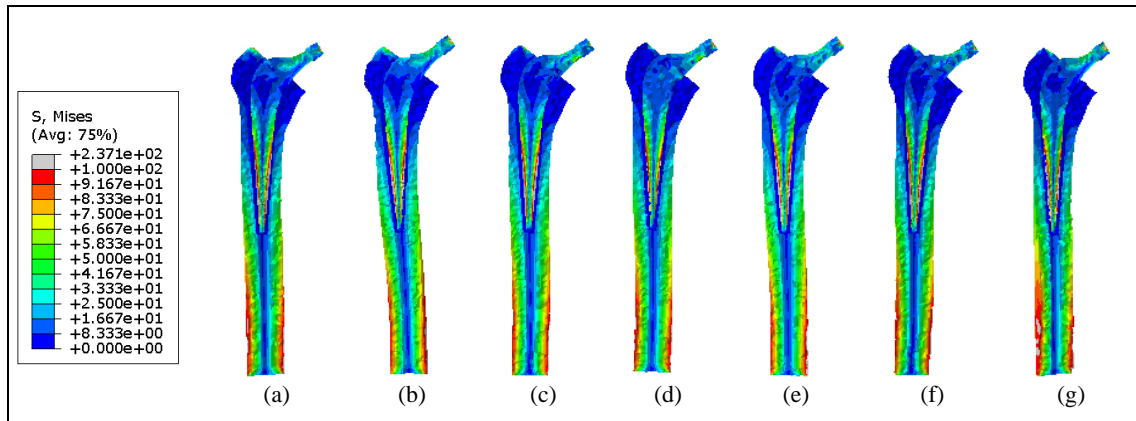 S, Mises
(Avg: 75%)
+2.371e+02
+1.000e+02
+9.167e+01
+8.333e+01
+7.500e+01
+6.667e+01
+5.833e+01
+5.000e+01
+4.167e+01
+3.333e+01
+2.500e+01
+1.667e+01
+8.333e+00
+0.000e+00
(a) (b) (c) (d) (e) (f) (g)